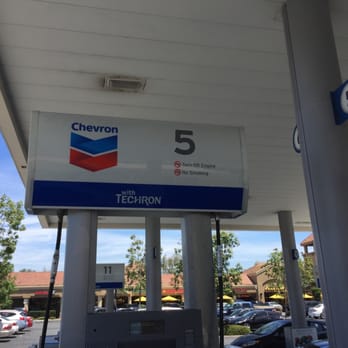 Chevron
5
Turn Off Engine
No Smoking
with
TECHRON
11